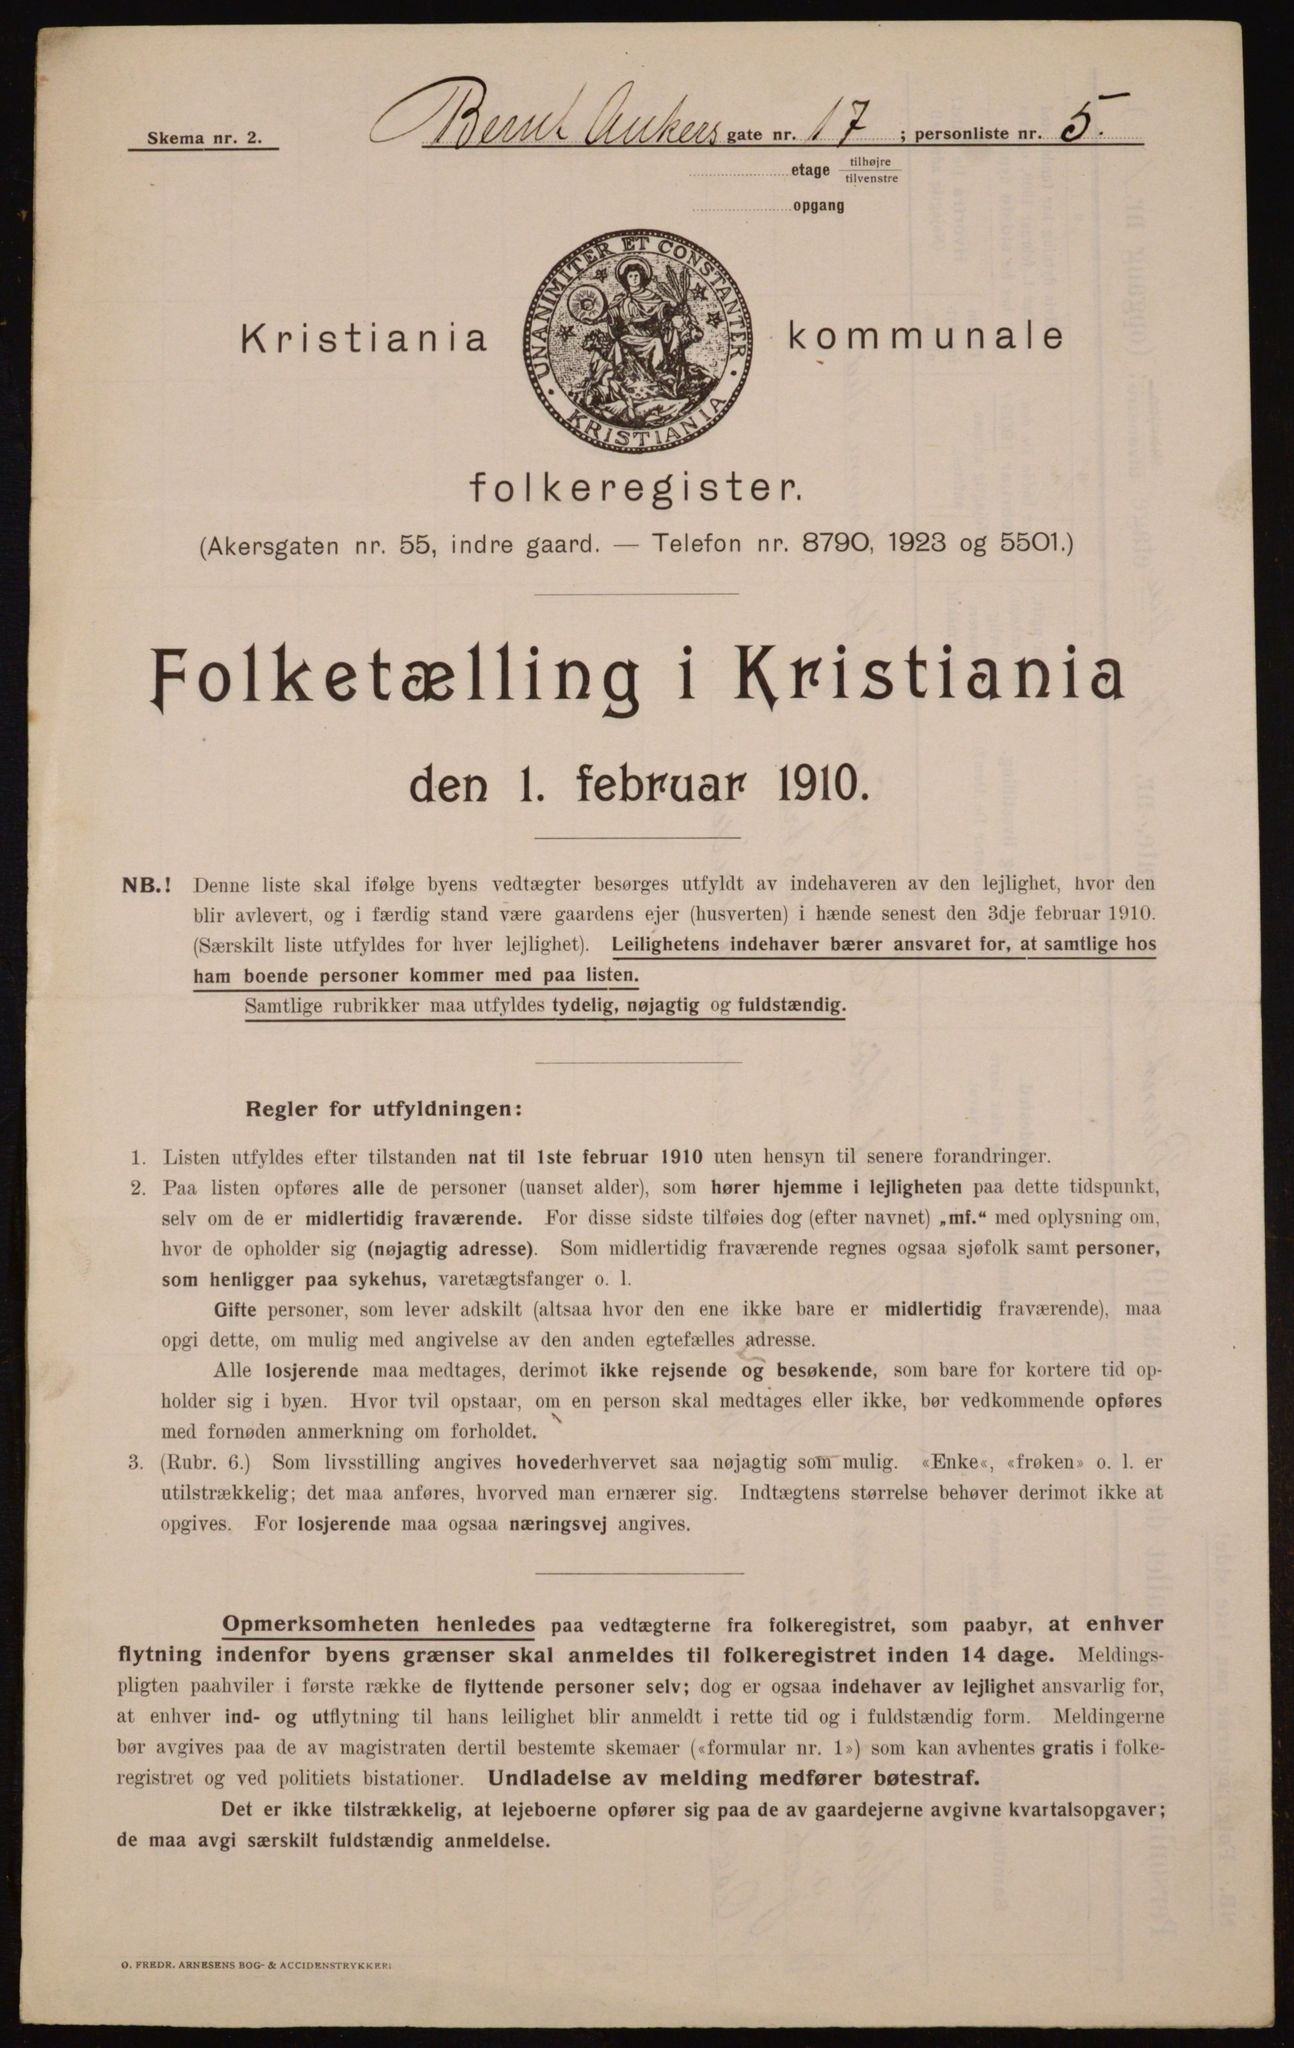 Skema nr. 2.
Bernt Ankers gate nr. 17 ; personliste nr. 5.
etage tilhøjre
tilvenstre
opgang
UNANIMITER ET CONSTANTER
KRISTIANIA
Kristiania kommunale
folkeregister.
(Akersgaten nr. 55, indre gaard. — Telefon nr. 8790, 1923 og 5501.)
Folketælling i Kristiania
den 1. februar 1910.
NB.! Denne liste skal ifølge byens vedtægter besørges utfyldt av indehaveren av den lejlighet, hvor den
blir avlevert, og i færdig stand være gaardens ejer (husverten) i hænde senest den 3dje februar 1910.
(Særskilt liste utfyldes for hver lejlighet). Leilighetens indehaver bærer ansvaret for, at samtlige hos
ham boende personer kommer med paa listen.
Samtlige rubrikker maa utfyldes tydelig, nøjagtig og fuldstændig.
Regler for utfyldningen:
1. Listen utfyldes efter tilstanden nat til 1ste februar 1910 uten hensyn til senere forandringer.
2. Paa listen opføres alle de personer (uanset alder), som hører hjemme i lejligheten paa dette tidspunkt,
selv om de er midlertidig fraværende. For disse sidste tilføies dog (efter navnet) „mf.“ med oplysning om,
hvor de opholder sig (nøjagtig adresse). Som midlertidig fraværende regnes ogsaa sjøfolk samt personer,
som henligger paa sykehus, varetægtsfanger o. l.
Gifte personer, som lever adskilt (altsaa hvor den ene ikke bare er midlertidig fraværende), maa
opgi dette, om mulig med angivelse av den anden egtefælles adresse.
Alle losjerende maa medtages, derimot ikke rejsende og besøkende, som bare for kortere tid op-
holder sig i byen. Hvor tvil opstaar, om en person skal medtages eller ikke, bør vedkommende opføres
med fornøden anmerkning om forholdet.
3. (Rubr. 6.) Som livsstilling angives hovederhvervet saa nøjagtig som mulig. «Enke«, «frøken» o. l. er
utilstrækkelig; det maa anføres, hvorved man ernærer sig. Indtægtens størrelse behøver derimot ikke at
opgives. For losjerende maa ogsaa næringsvej angives.
Opmerksomheten henledes paa vedtægterne fra folkeregistret, som paabyr, at enhver
flytning indenfor byens grænser skal anmeldes til folkeregistret inden 14 dage. Meldings-
pligten paahviler i første række de flyttende personer selv; dog er ogsaa indehaver av lejlighet ansvarlig for,
at enhver ind- og utflytning til hans leilighet blir anmeldt i rette tid og i fuldstændig form. Meldingerne
bør avgives paa de av magistraten dertil bestemte skemaer («formular nr. 1») som kan avhentes gratis i folke-
registret og ved politiets bistationer. Undladelse av melding medfører bøtestraf.
Det er ikke tilstrækkelig, at lejeboerne opfører sig paa de av gaardejerne avgivne kvartalsopgaver;
de maa avgi særskilt fuldstændig anmeldelse.
O. FREDR. ARNESENS BOG- & ACCIDENSTRYKKERI